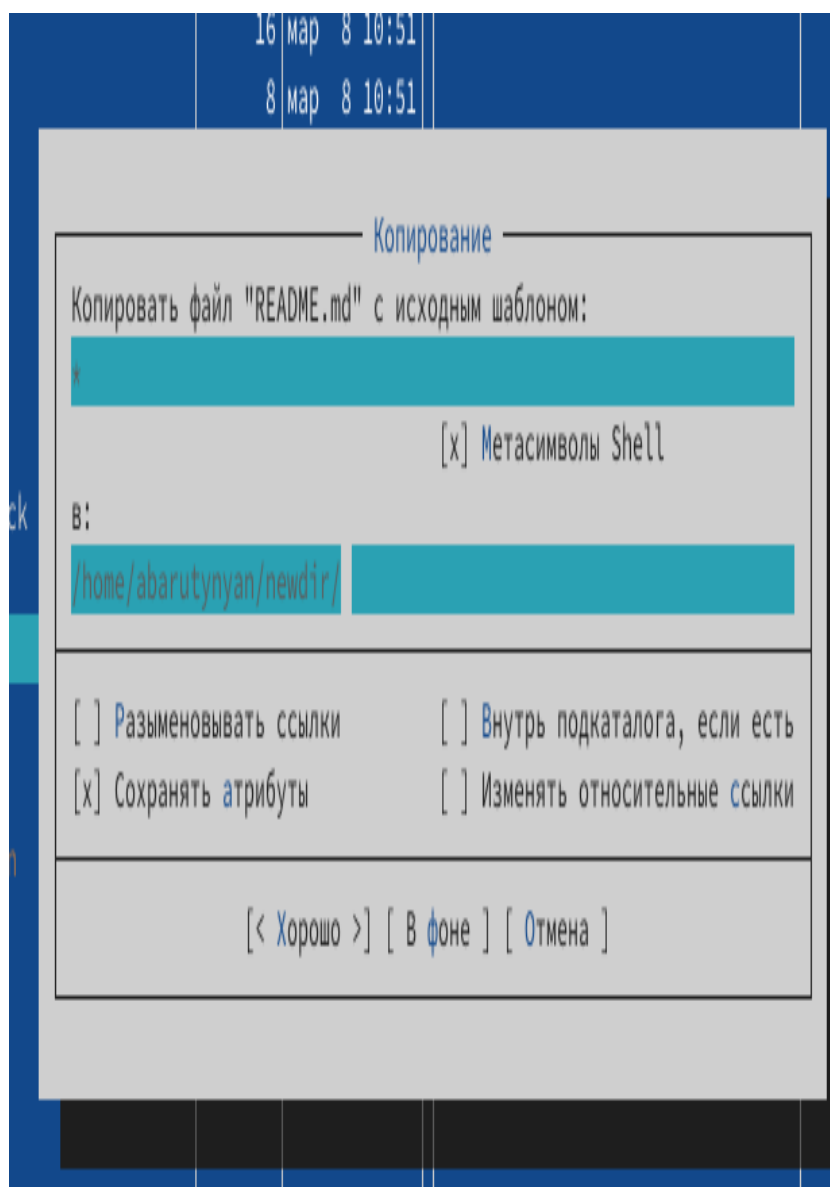 16 мар 8 10:51
8 мар 8 10:51
Копирование
Копировать файл "README.md" с исходным шаблоном:
*
[x] Метасимволы Shell
ck
в:
/home/abarutynyan/newdir/
[ ] Разыменовывать ссылки [ ] Внутрь подкаталога, если есть
[x] Сохранять атрибуты [ ] Изменять относительные ссылки
n
[< Хорошо >] [ В фоне ] [ Отмена ]